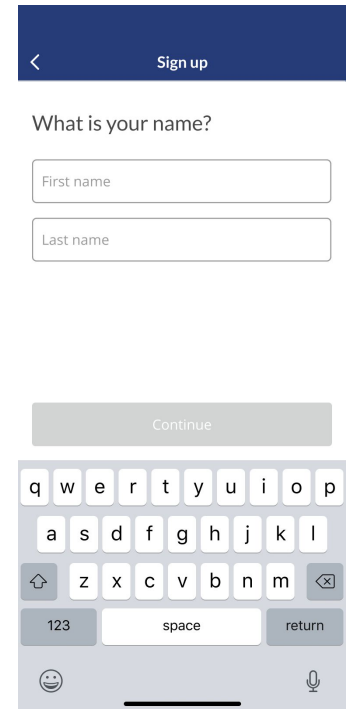 Sign up
What is your name?
First name
Last name
Continue
q w e r t y u i o p
a s d f g h j k l
z x c v b n m
123 space return